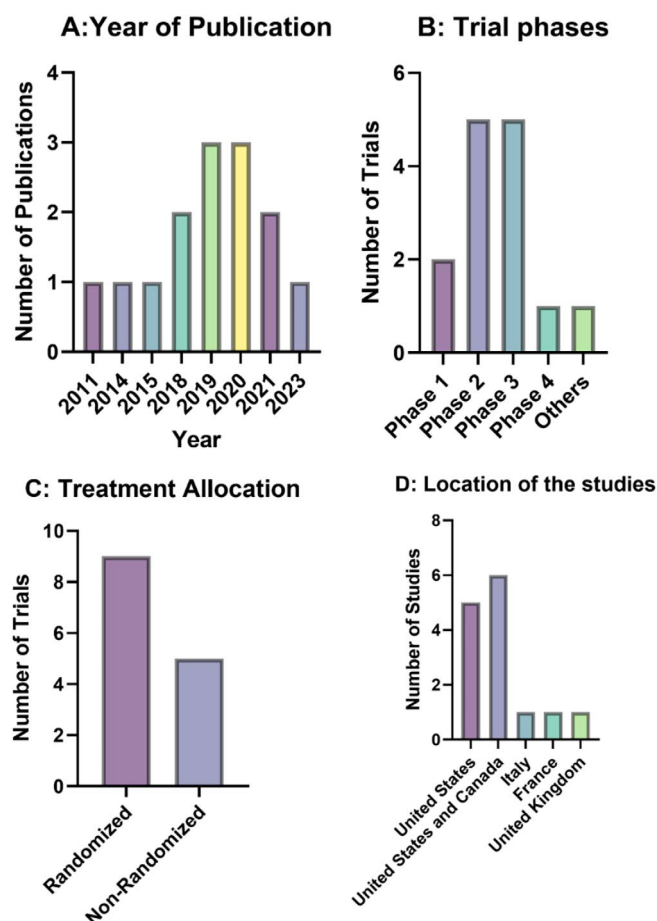 A:Year of Publication
Number of Publications
4
3
2
1
0
2011
2014
2015
2018
2019
2020
2021
2023
Year
B: Trial phases
Number of Trials
6
4
2
0
Phase 1
Phase 2
Phase 3
Phase 4
Others
C: Treatment Allocation
Number of Trials
10
8
6
4
2
0
Randomized
Non-Randomized
D: Location of the studies
Number of Studies
8
6
4
2
0
United States
United States and Canada
Italy
France
United Kingdom